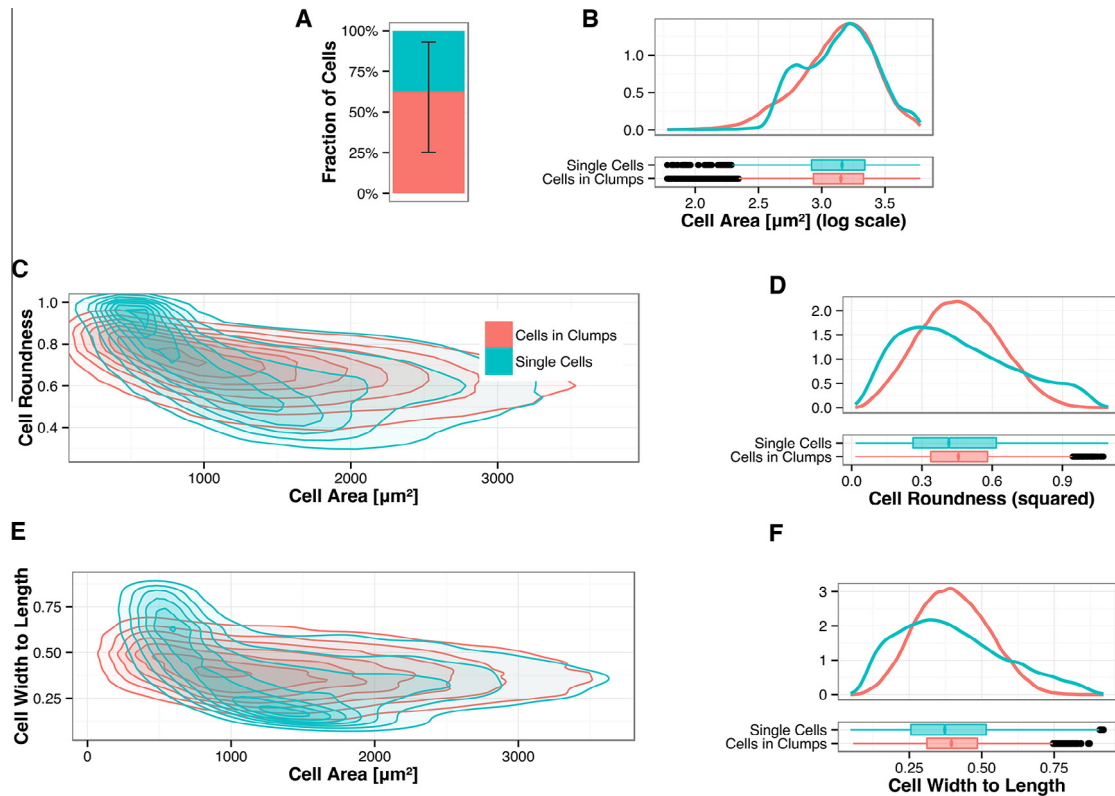 A
Fraction of Cells
100%
75%
50%
25%
0%
B
1.0
0.5
0.0
Single Cells
Cells in Clumps
2.0 2.5 3.0 3.5
Cell Area [µm²] (log scale)
C
Cell Roundness
1.0
0.8
0.6
0.4
Cells in Clumps
Single Cells
1000 2000 3000
Cell Area [µm²]
D
2.0
1.5
1.0
0.5
0.0
Single Cells
Cells in Clumps
0.0 0.3 0.6 0.9
Cell Roundness (squared)
E
Cell Width to Length
0.75
0.50
0.25
0 1000 2000 3000
Cell Area [µm²]
F
3
2
1
0
Single Cells
Cells in Clumps
0.25 0.50 0.75
Cell Width to Length